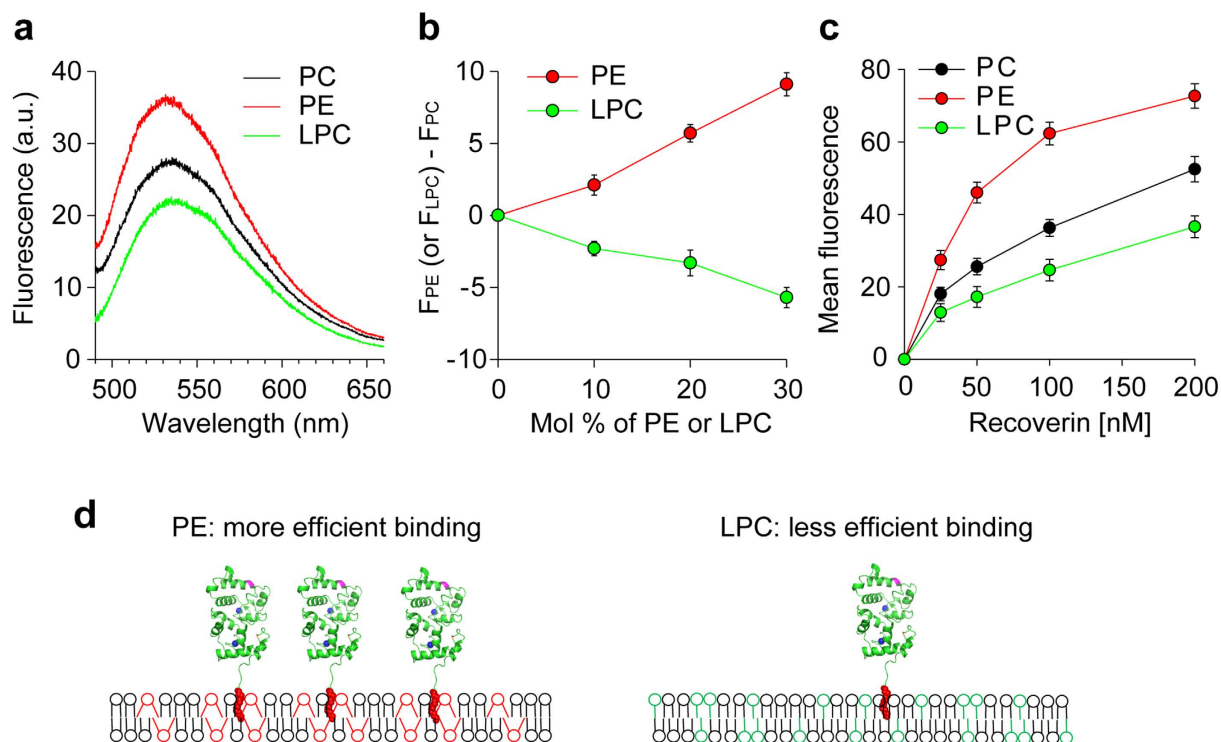 a
40
30
20
10
0
Fluorescence (a.u.)
PC
PE
LPC
500 550 600 650
Wavelength (nm)
b
10
5
0
-5
-10
F_PE (or F_LPC) - F_PC
PE
LPC
0 10 20 30
Mol % of PE or LPC
c
80
60
40
20
0
Mean fluorescence
PC
PE
LPC
0 50 100 150 200
Recoverin [nM]
d
PE: more efficient binding
LPC: less efficient binding